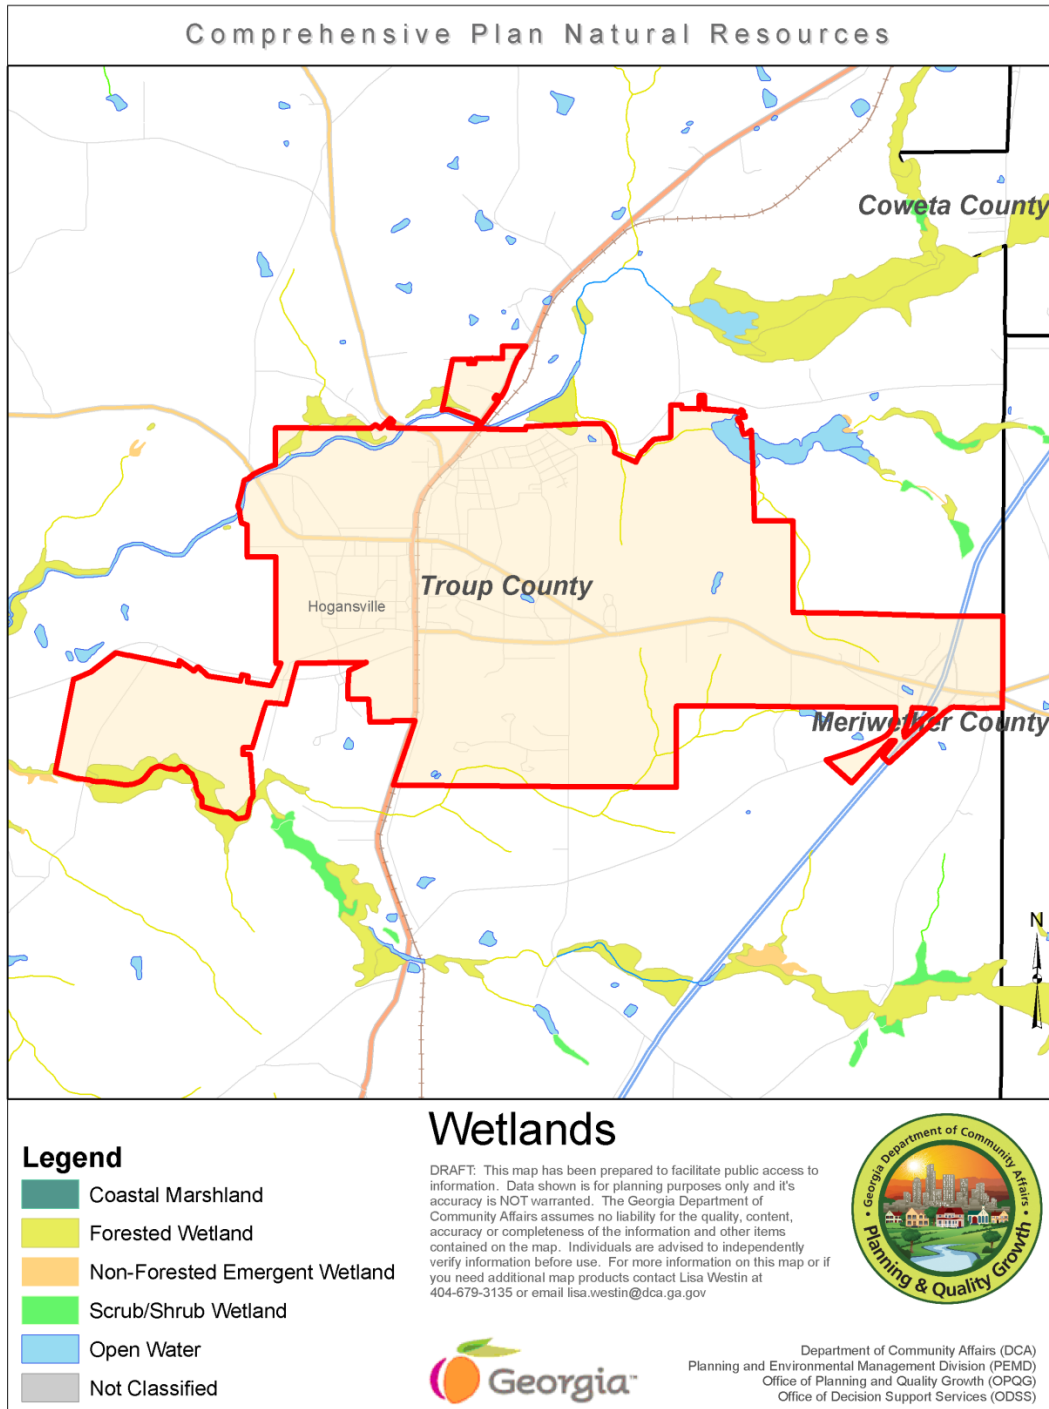 Comprehensive Plan Natural Resources
Coweta County
Troup County
Hogansville
Meriwether County
N
Wetlands
Legend
Coastal Marshland
Forested Wetland
Non-Forested Emergent Wetland
Scrub/Shrub Wetland
Open Water
Not Classified
DRAFT: This map has been prepared to facilitate public access to
information. Data shown is for planning purposes only and it's
accuracy is NOT warranted. The Georgia Department of
Community Affairs assumes no liability for the quality, content,
accuracy or completeness of the information and other items
contained on the map. Individuals are advised to independently
verify information before use. For more information on this map or if
you need additional map products contact Lisa Westin at
404-679-3135 or email lisa.westin@dca.ga.gov
Georgia Department of Community Affairs
Planning & Quality Growth
Georgia™
Department of Community Affairs (DCA)
Planning and Environmental Management Division (PEMD)
Office of Planning and Quality Growth (OPQG)
Office of Decision Support Services (ODSS)